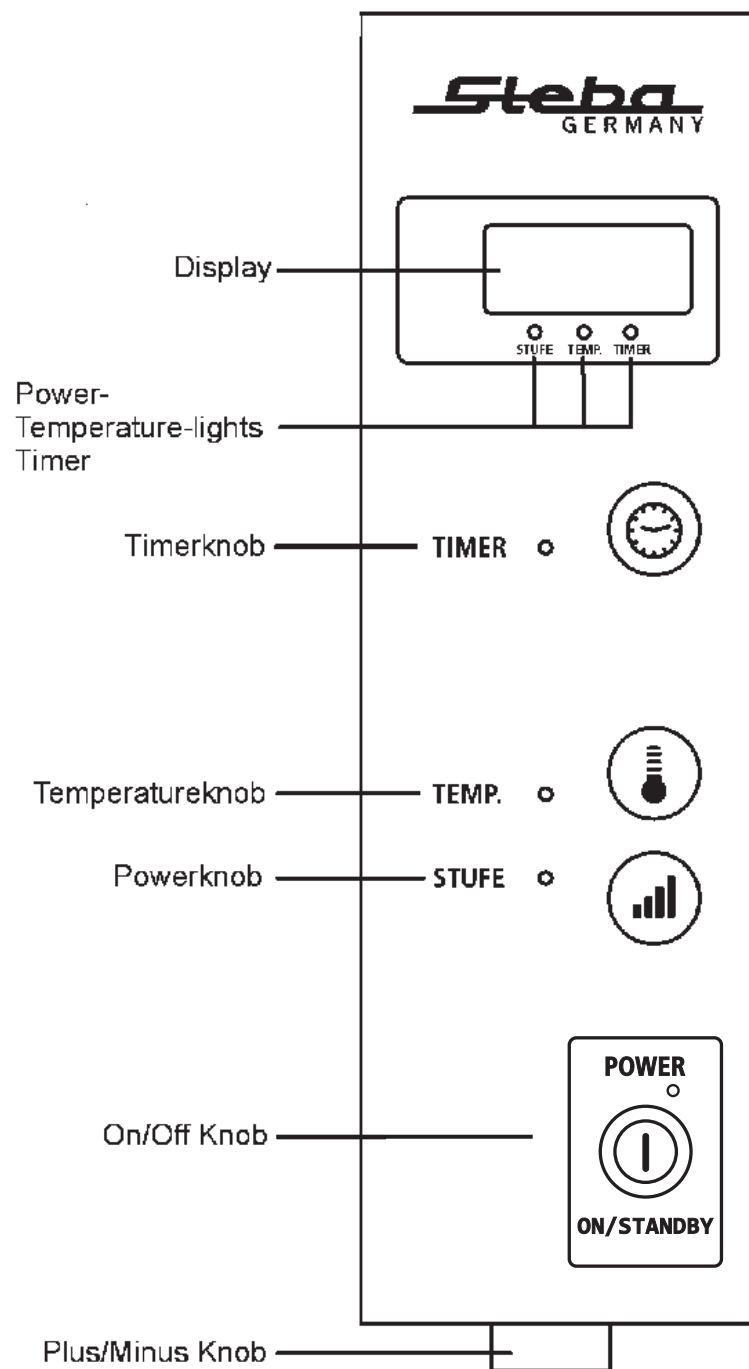 Steba
GERMANY
Display
STUFE TEMP. TIMER
Power-
Temperature-lights
Timer
Timerknob
TIMER
Temperatureknob
TEMP.
Powerknob
STUFE
POWER
On/Off Knob
ON/STANDBY
Plus/Minus Knob